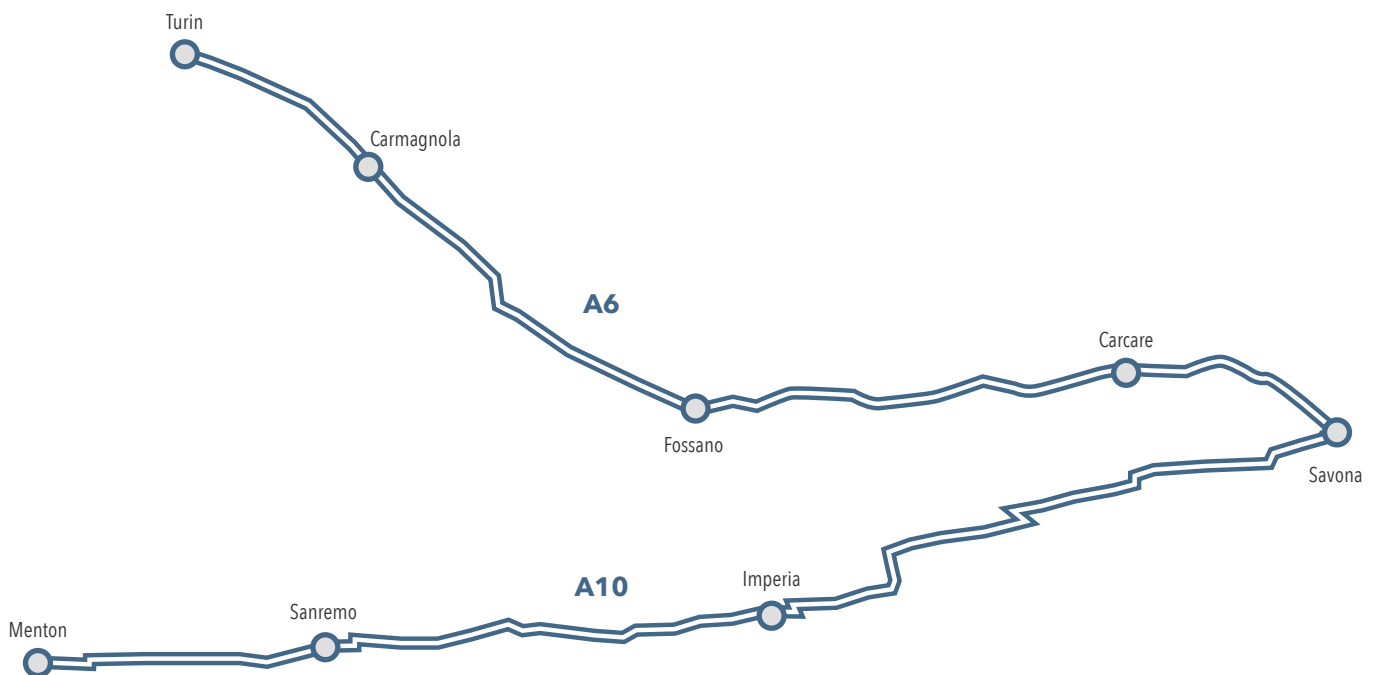 Turin
Carmagnola
A6
Carcare
Fossano
Savona
Imperia
A10
Sanremo
Menton